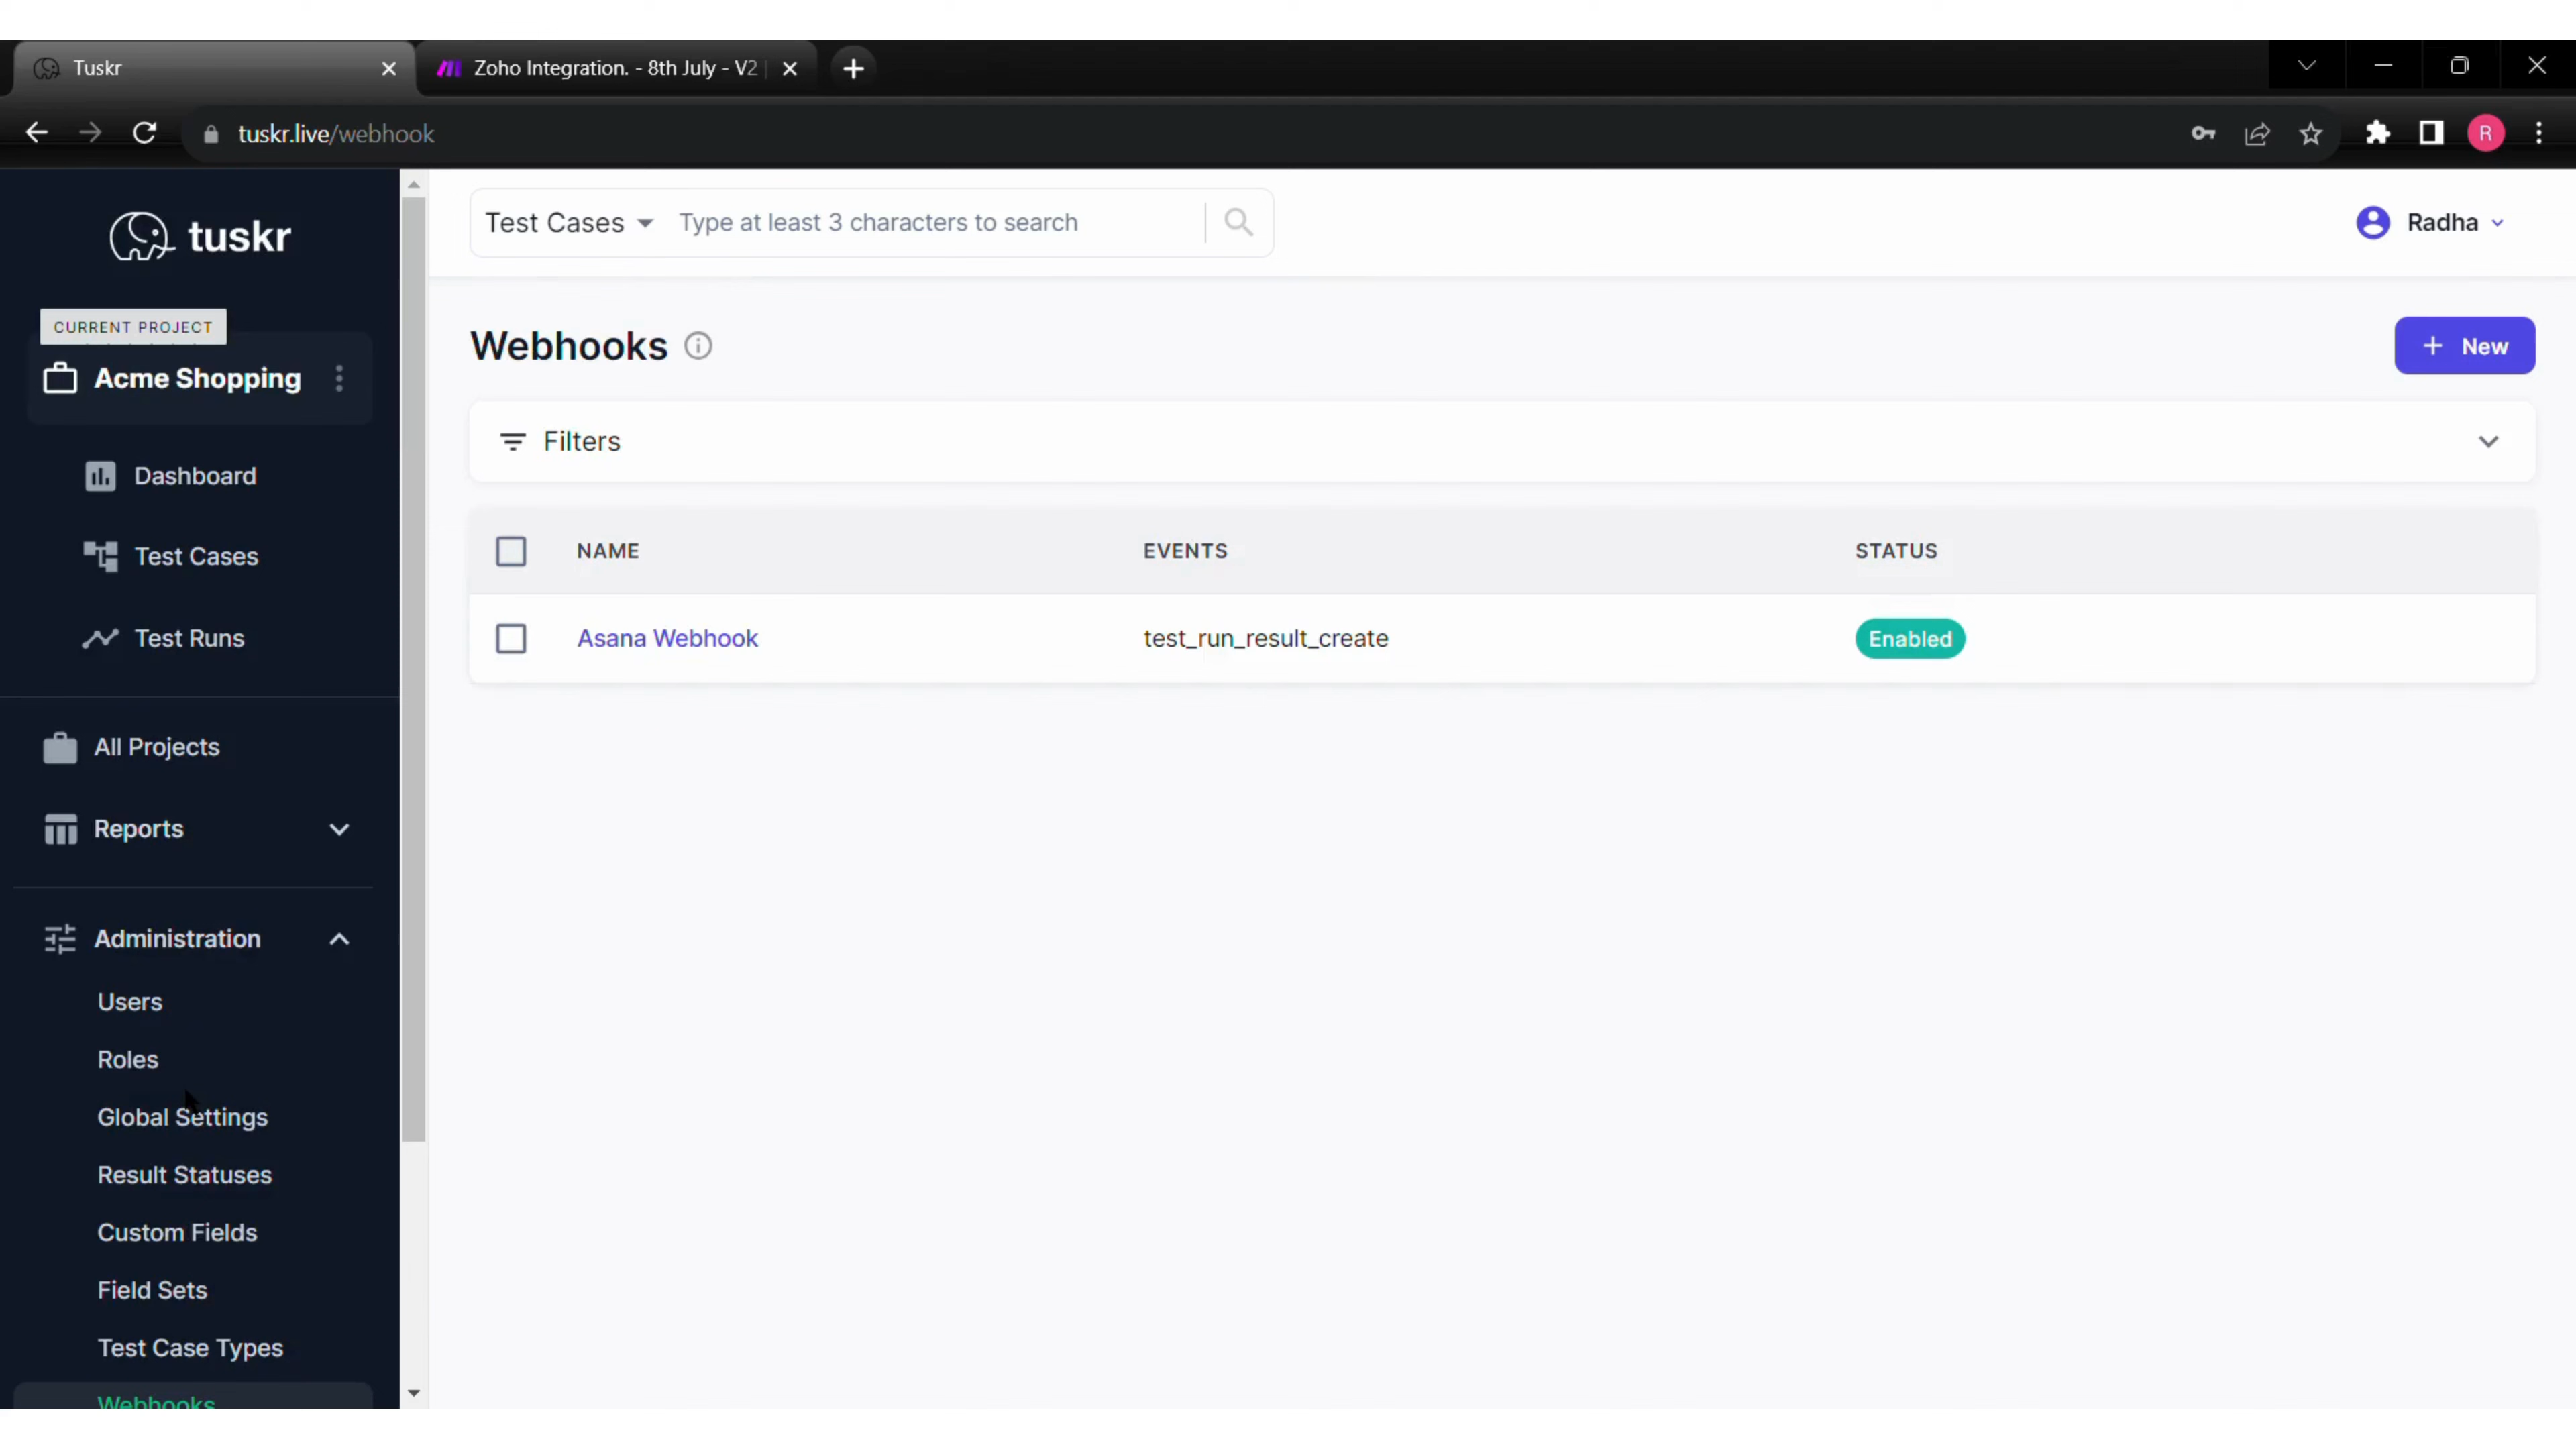 Tuskr
Zoho Integration. - 8th July - V2
tuskr.live/webhook
R
tuskr
Test Cases
Type at least 3 characters to search
Radha
CURRENT PROJECT
Acme Shopping
Webhooks
+ New
Filters
Dashboard
Test Cases
Test Runs
NAME
EVENTS
STATUS
Asana Webhook
test_run_result_create
Enabled
All Projects
Reports
Administration
Users
Roles
Global Settings
Result Statuses
Custom Fields
Field Sets
Test Case Types
Webhooks